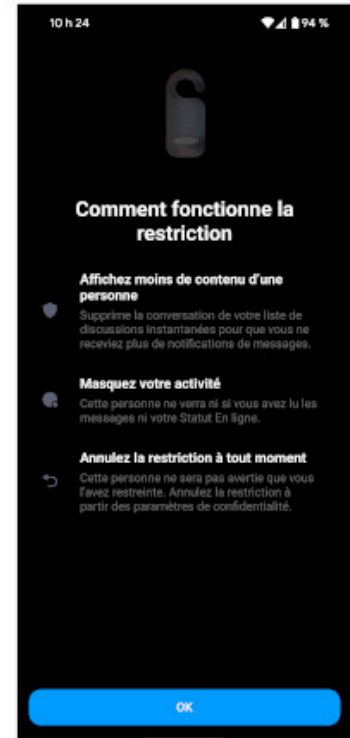 10 h 24
94 %
Comment fonctionne la
restriction
Affichez moins de contenu d'une
personne
Supprime la conversation de votre liste de
discussions instantanées pour que vous ne
receviez plus de notifications de messages.
Masquez votre activité
Cette personne ne verra ni si vous avez lu les
messages ni votre Statut En ligne.
Annulez la restriction à tout moment
Cette personne ne sera pas avertie que vous
l'avez restreinte. Annulez la restriction à
partir des paramètres de confidentialité.
OK